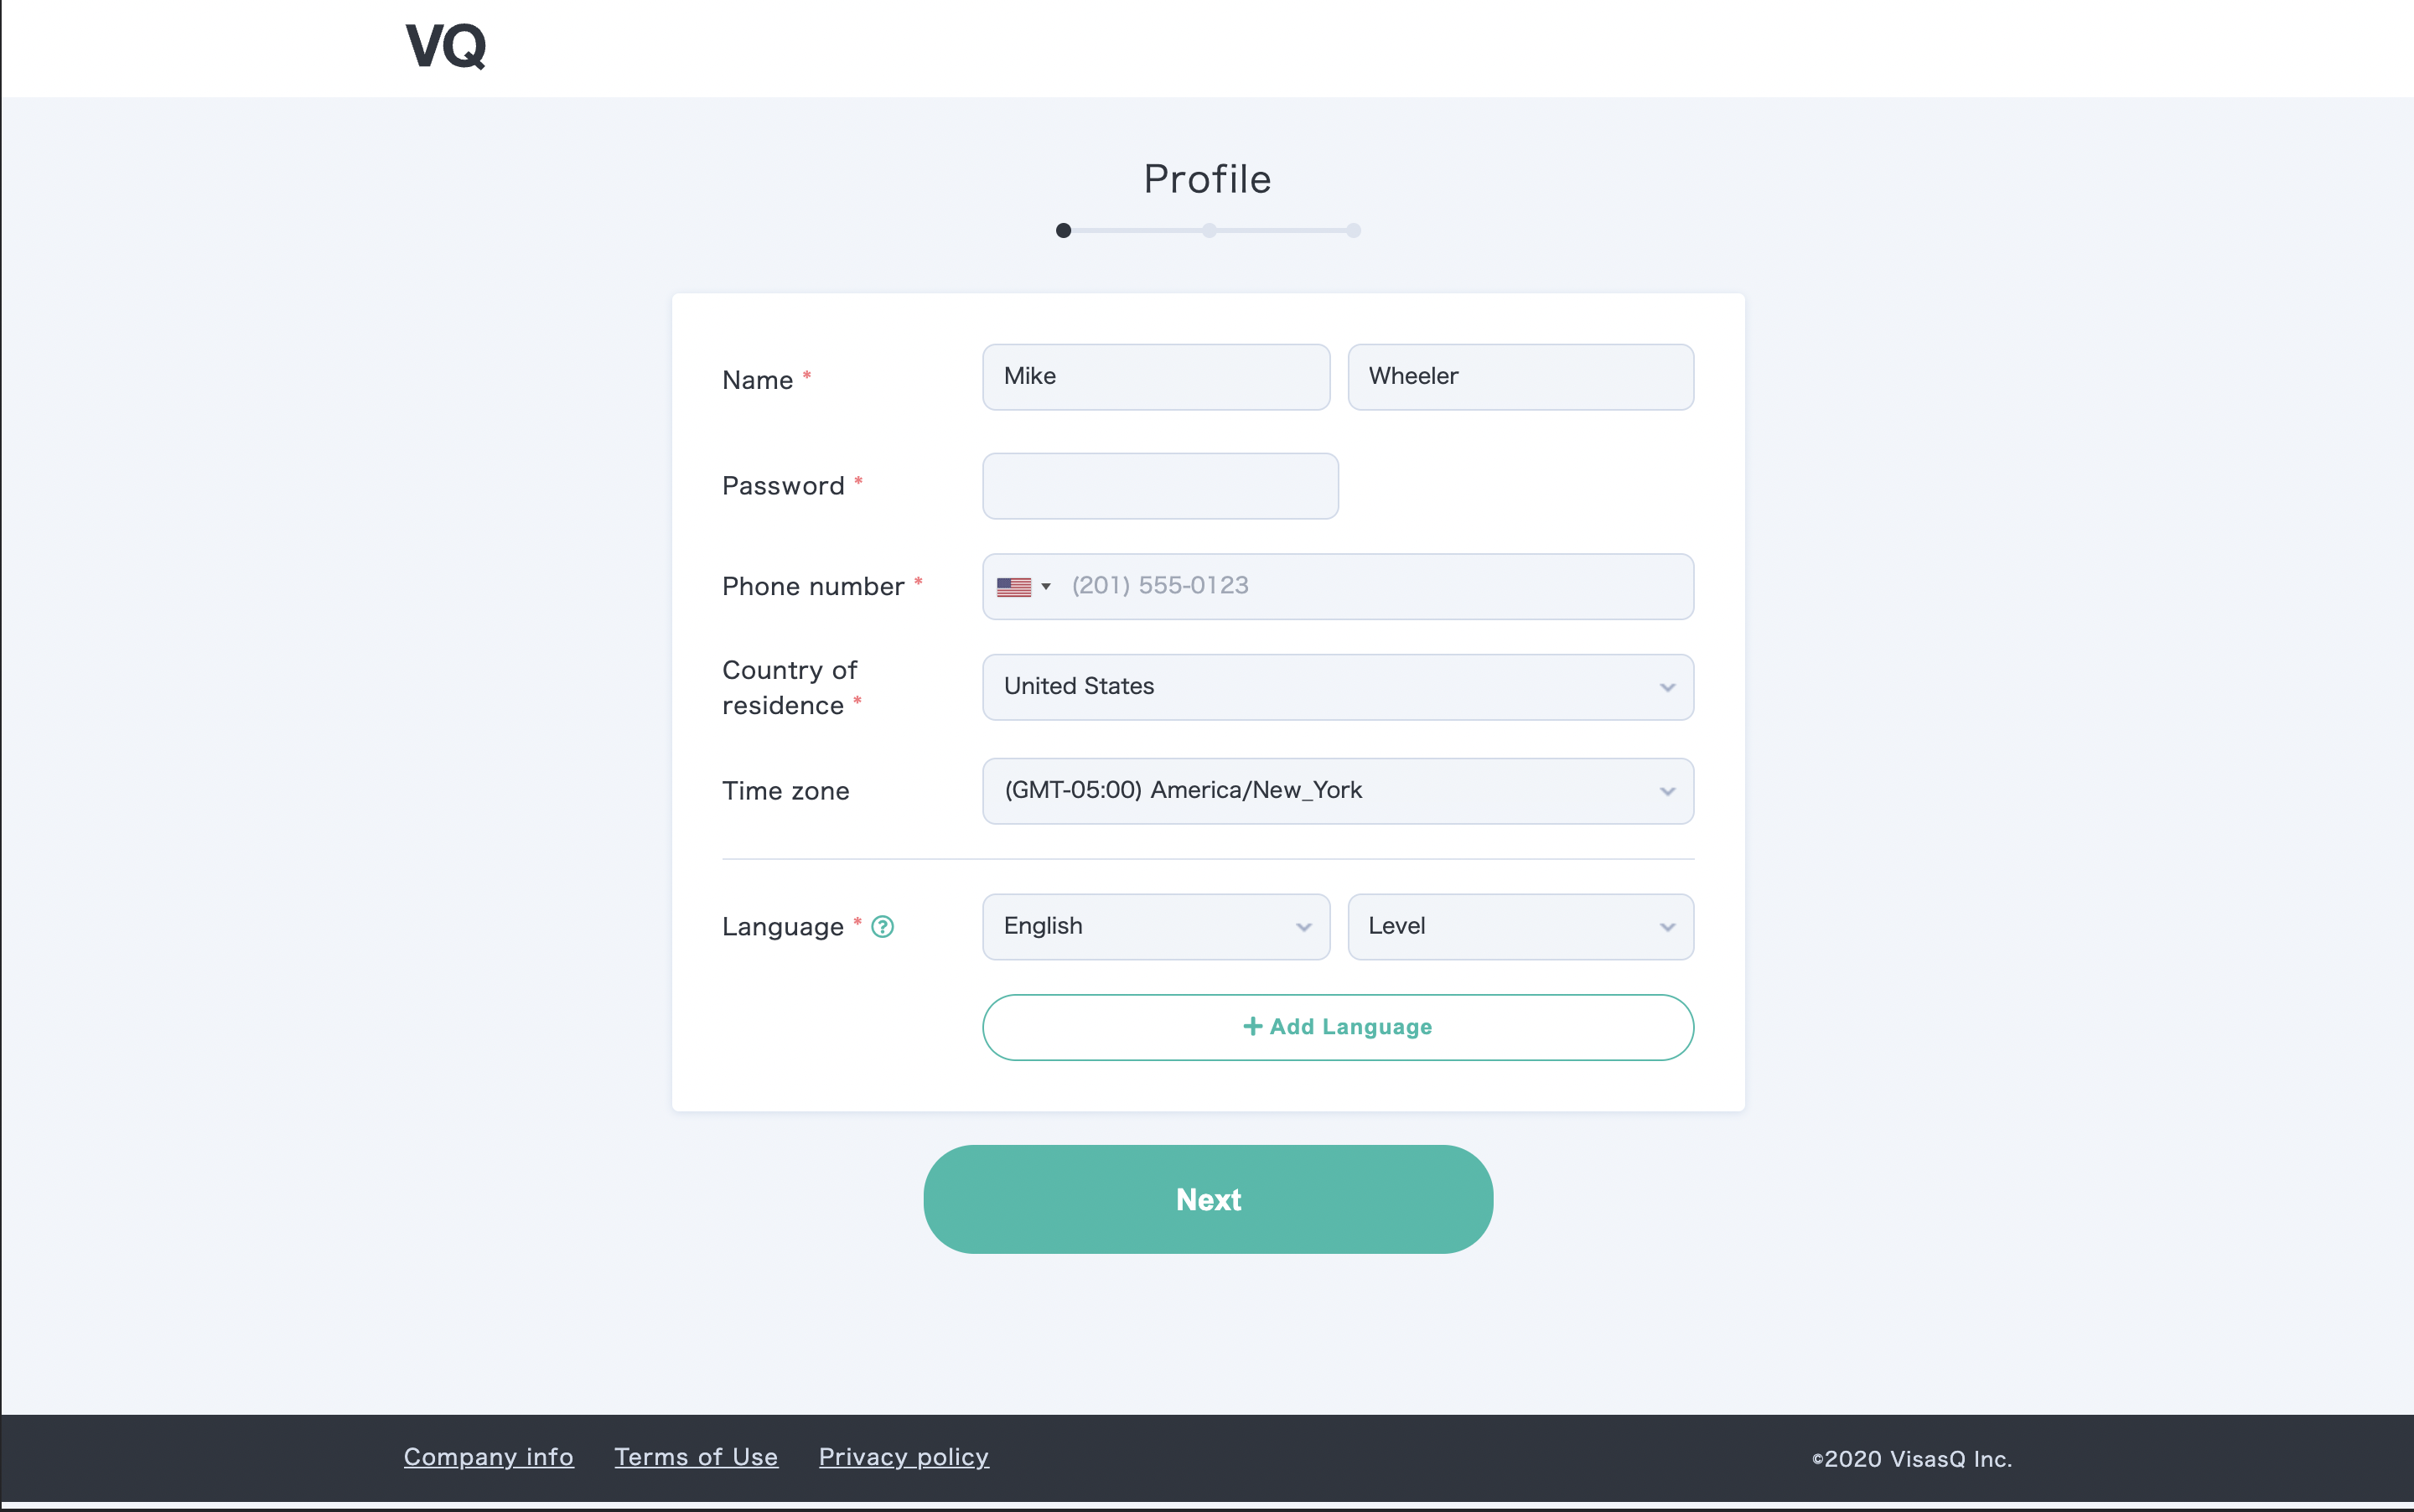 VQ
Profile
Name *
Mike
Wheeler
Password *
Phone number *
(201) 555-0123
Country of
residence *
United States
Time zone
(GMT-05:00) America/New_York
Language * ?
English
Level
+ Add Language
Next
Company info
Terms of Use
Privacy policy
©2020 VisasQ Inc.